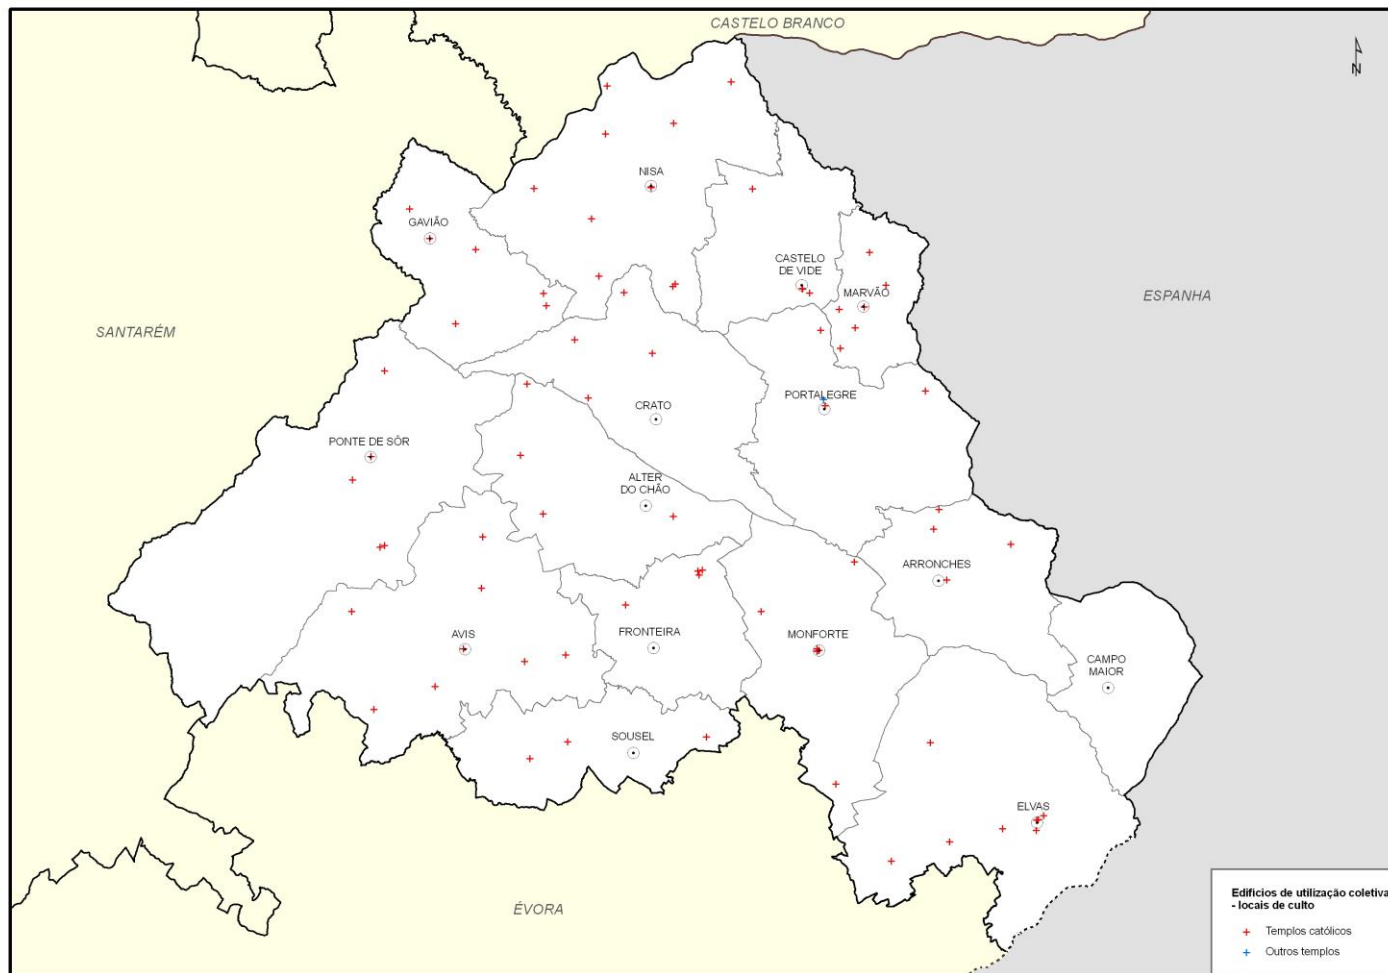 CASTELO BRANCO
N
NISA
GAVIÃO
CASTELO
DE VIDE
MARVÃO
ESPANHA
SANTARÉM
PORTALEGRE
CRATO
PONTE DE SÔR
ALTER
DO CHÃO
ARRONCHES
AVIS
FRONTEIRA
MONFORTE
CAMPO
MAIOR
SOUSEL
ELVAS
ÉVORA
Edifícios de utilização coletiva
- locais de culto
Templos católicos
Outros templos